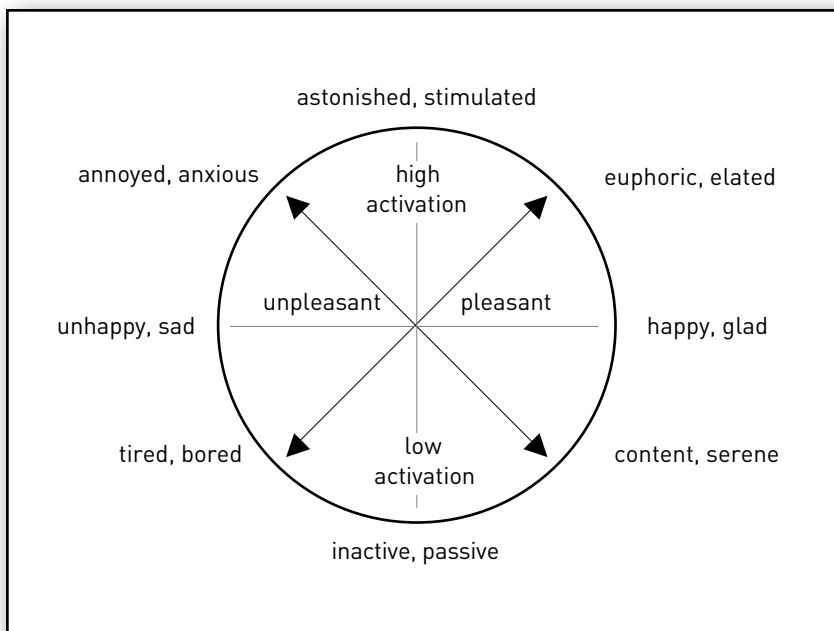 astonished, stimulated
annoyed, anxious
high
activation
euphoric, elated
unpleasant
pleasant
unhappy, sad
happy, glad
tired, bored
low
activation
content, serene
inactive, passive